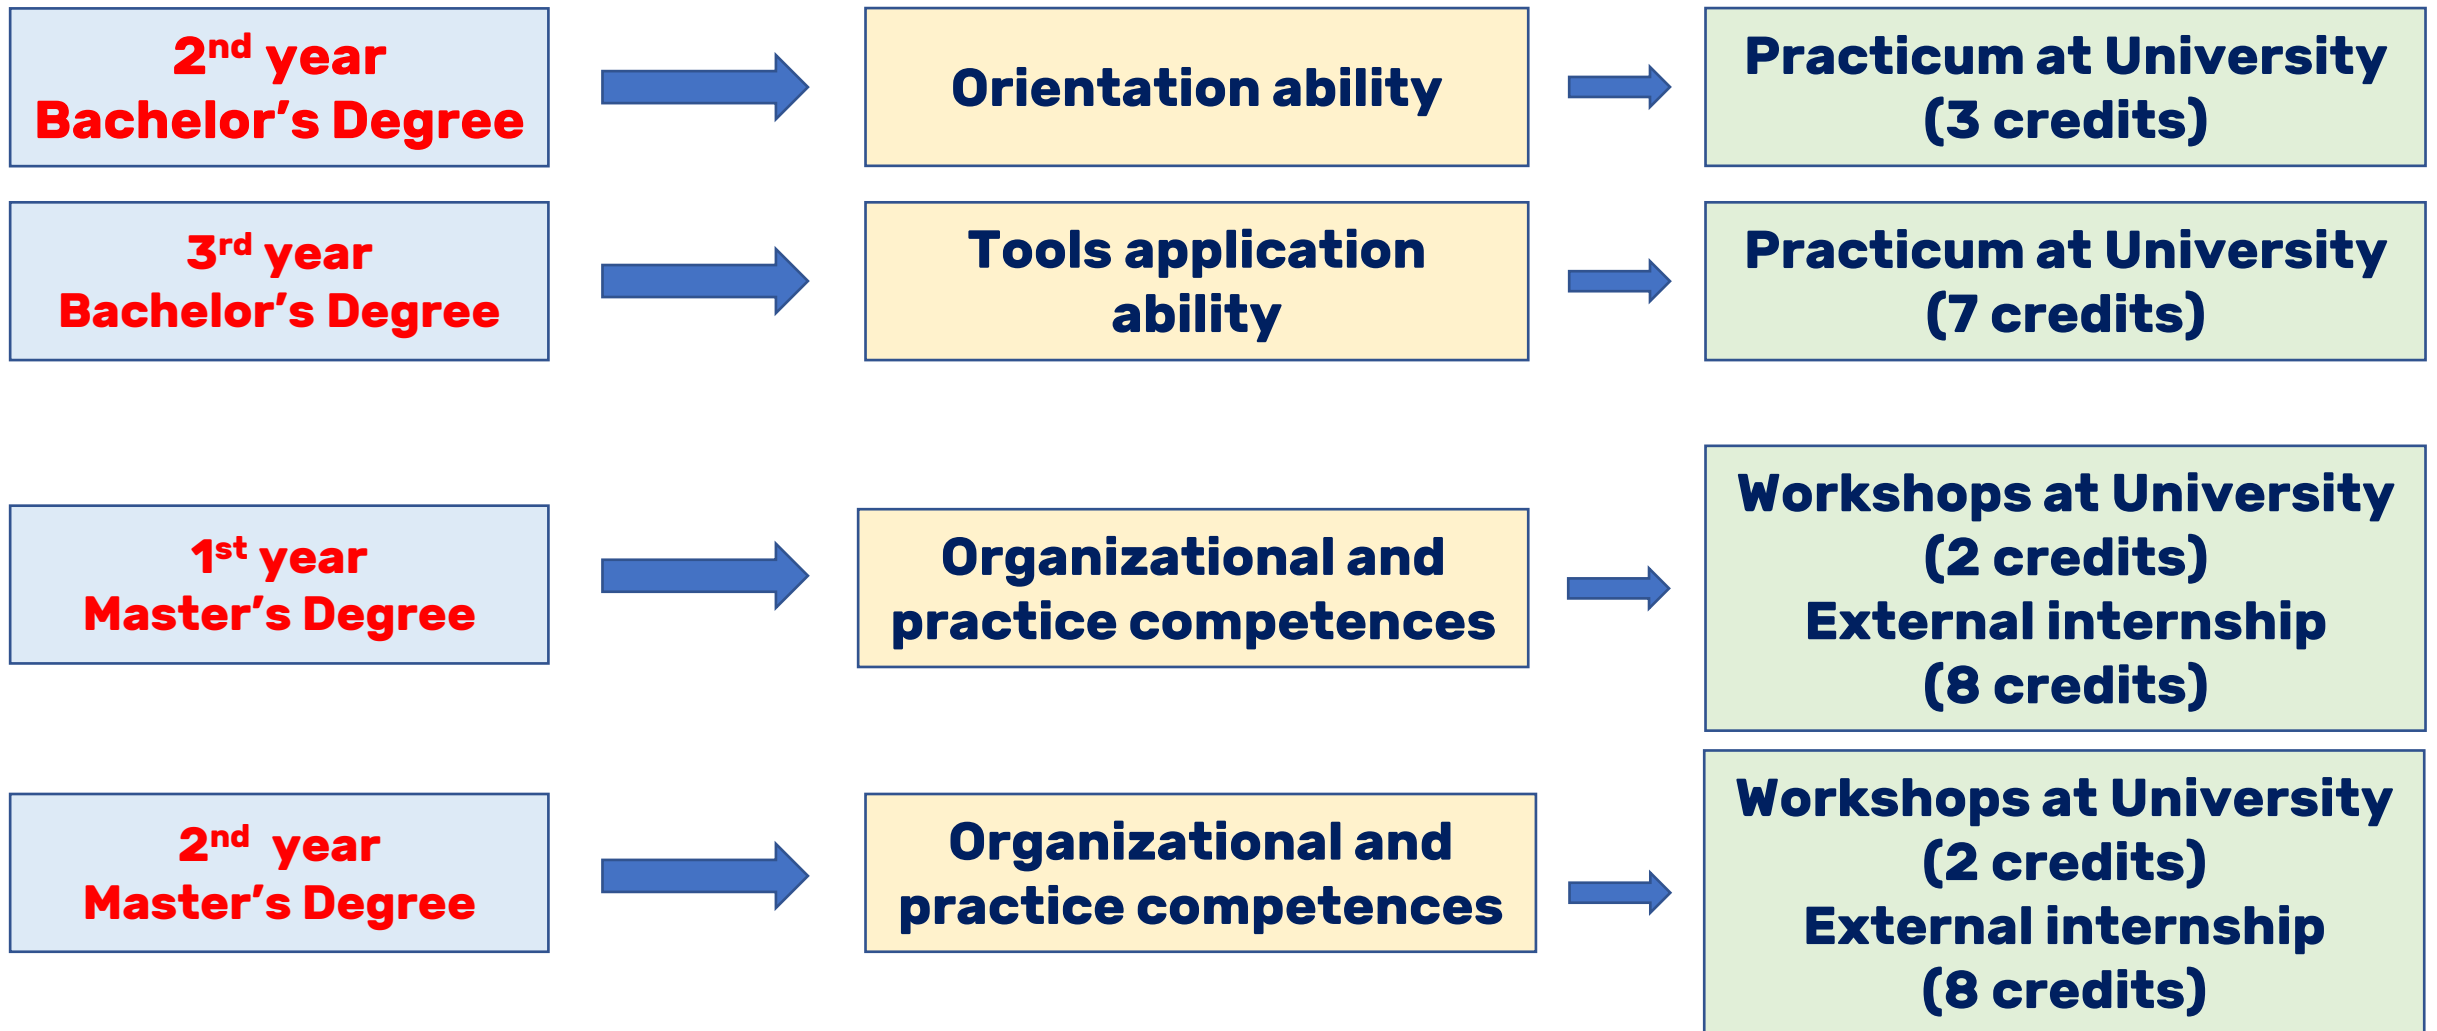 2nd year
Bachelor’s Degree
Orientation ability
Practicum at University
(3 credits)
3rd year
Bachelor’s Degree
Tools application
ability
Practicum at University
(7 credits)
1st year
Master’s Degree
Organizational and
practice competences
Workshops at University
(2 credits)
External internship
(8 credits)
2nd year
Master’s Degree
Organizational and
practice competences
Workshops at University
(2 credits)
External internship
(8 credits)